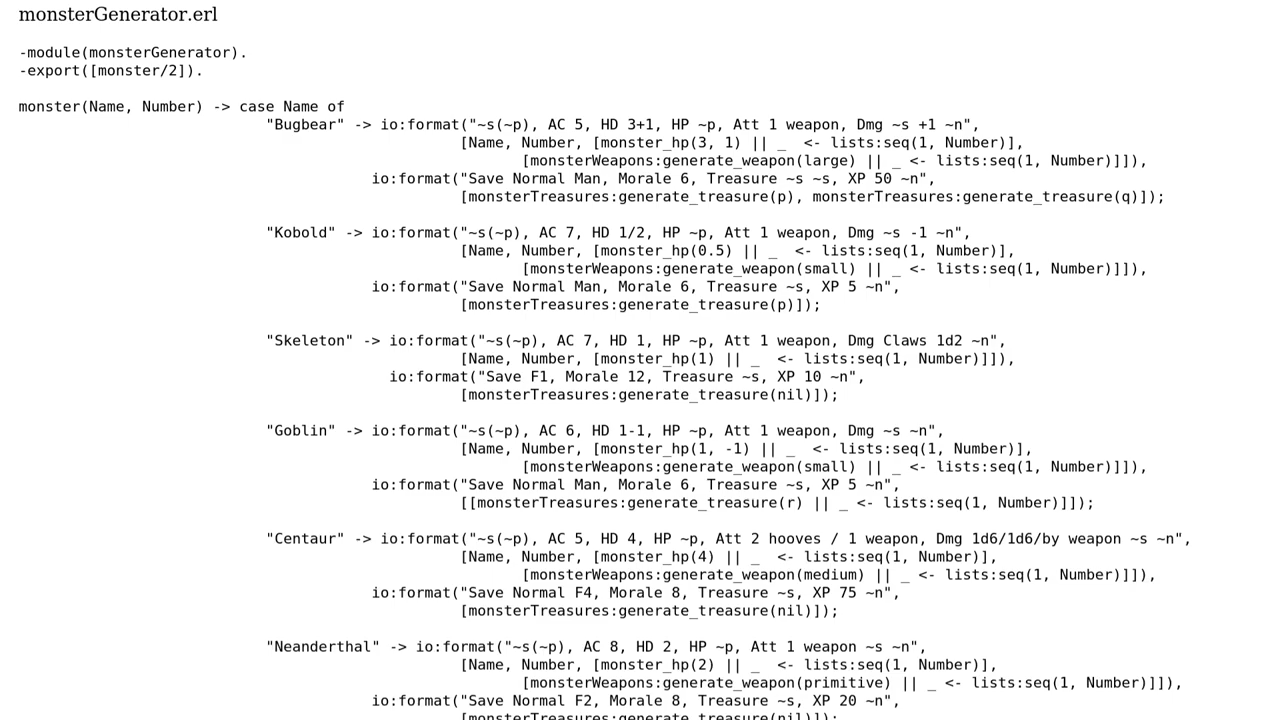 monsterGenerator.erl
-module(monsterGenerator).
-export([monster/2]).
monster(Name, Number) -> case Name of
"Bugbear" -> io:format("~s(~p), AC 5, HD 3+1, HP ~p, Att 1 weapon, Dmg ~s +1 ~n",
[Name, Number, [monster_hp(3, 1) || _  <- lists:seq(1, Number)],
[monsterWeapons:generate_weapon(large) || _ <- lists:seq(1, Number)]]),
io:format("Save Normal Man, Morale 6, Treasure ~s ~s, XP 50 ~n",
[monsterTreasures:generate_treasure(p), monsterTreasures:generate_treasure(q)]);
"Kobold" -> io:format("~s(~p), AC 7, HD 1/2, HP ~p, Att 1 weapon, Dmg ~s -1 ~n",
[Name, Number, [monster_hp(0.5) || _  <- lists:seq(1, Number)],
[monsterWeapons:generate_weapon(small) || _ <- lists:seq(1, Number)]]),
io:format("Save Normal Man, Morale 6, Treasure ~s, XP 5 ~n",
[monsterTreasures:generate_treasure(p)]);
"Skeleton" -> io:format("~s(~p), AC 7, HD 1, HP ~p, Att 1 weapon, Dmg Claws 1d2 ~n",
[Name, Number, [monster_hp(1) || _  <- lists:seq(1, Number)]]),
io:format("Save F1, Morale 12, Treasure ~s, XP 10 ~n",
[monsterTreasures:generate_treasure(nil)]);
"Goblin" -> io:format("~s(~p), AC 6, HD 1-1, HP ~p, Att 1 weapon, Dmg ~s ~n",
[Name, Number, [monster_hp(1, -1) || _  <- lists:seq(1, Number)],
[monsterWeapons:generate_weapon(small) || _ <- lists:seq(1, Number)]]),
io:format("Save Normal Man, Morale 6, Treasure ~s, XP 5 ~n",
[[monsterTreasures:generate_treasure(r) || _ <- lists:seq(1, Number)]]);
"Centaur" -> io:format("~s(~p), AC 5, HD 4, HP ~p, Att 2 hooves / 1 weapon, Dmg 1d6/1d6/by weapon ~s ~n",
[Name, Number, [monster_hp(4) || _  <- lists:seq(1, Number)],
[monsterWeapons:generate_weapon(medium) || _ <- lists:seq(1, Number)]]),
io:format("Save Normal F4, Morale 8, Treasure ~s, XP 75 ~n",
[monsterTreasures:generate_treasure(nil)]);
"Neanderthal" -> io:format("~s(~p), AC 8, HD 2, HP ~p, Att 1 weapon ~s ~n",
[Name, Number, [monster_hp(2) || _  <- lists:seq(1, Number)],
[monsterWeapons:generate_weapon(primitive) || _ <- lists:seq(1, Number)]]),
io:format("Save Normal F2, Morale 8, Treasure ~s, XP 20 ~n",
[monsterTreasures:generate_treasure(nil)]);